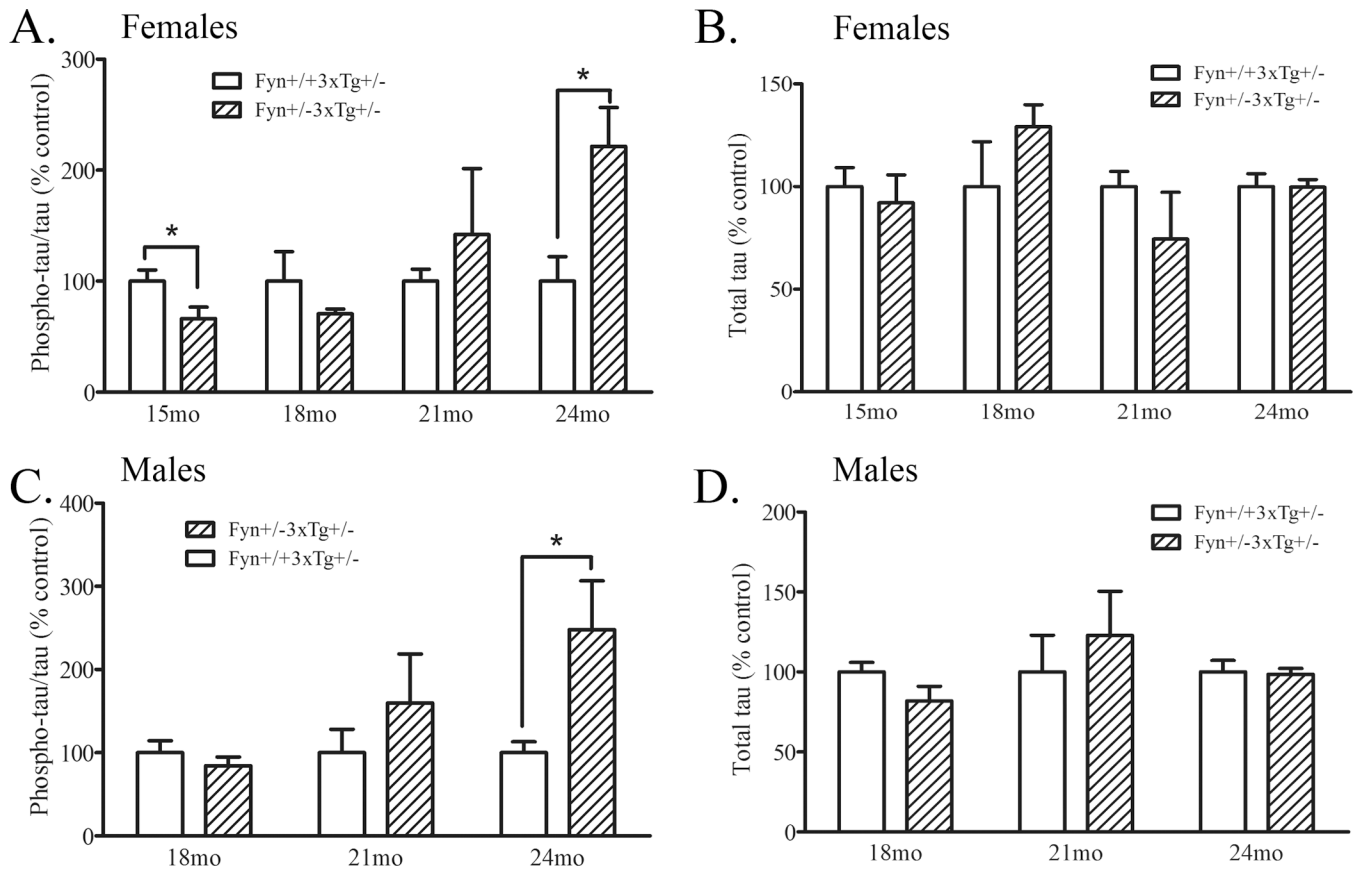 A. Females
Phospho-tau/tau (% control)
300
200
100
0
Fyn+/+3xTg+/-
Fyn+/-3xTg+/-
*
*
15mo 18mo 21mo 24mo
B. Females
Total tau (% control)
150
100
50
0
Fyn+/+3xTg+/-
Fyn+/-3xTg+/-
15mo 18mo 21mo 24mo
C. Males
Phospho-tau/tau (% control)
400
300
200
100
0
Fyn+/-3xTg+/-
Fyn+/+3xTg+/-
*
18mo 21mo 24mo
D. Males
Total tau (% control)
200
150
100
50
0
Fyn+/+3xTg+/-
Fyn+/-3xTg+/-
18mo 21mo 24mo